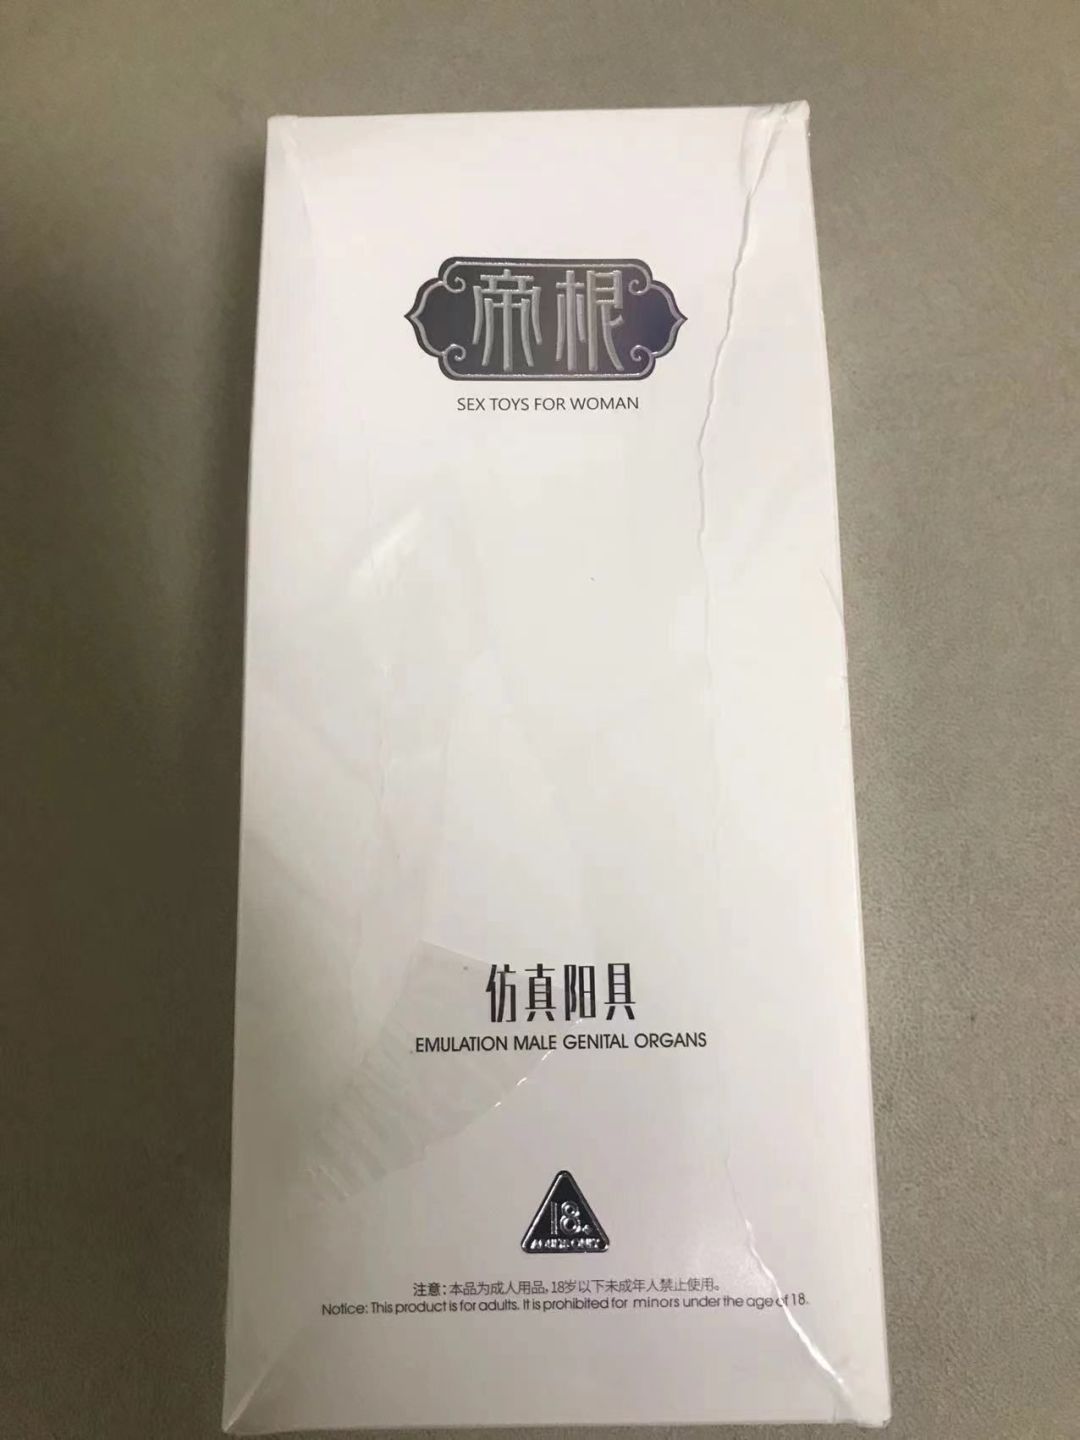 帝根
SEX TOYS FOR WOMAN
仿真阳具
EMULATION MALE GENITAL ORGANS
18+
ADULTS ONLY
注意：本品为成人用品，18岁以下未成年人禁止使用。
Notice: This product is for adults. It is prohibited for minors under the age of 18.